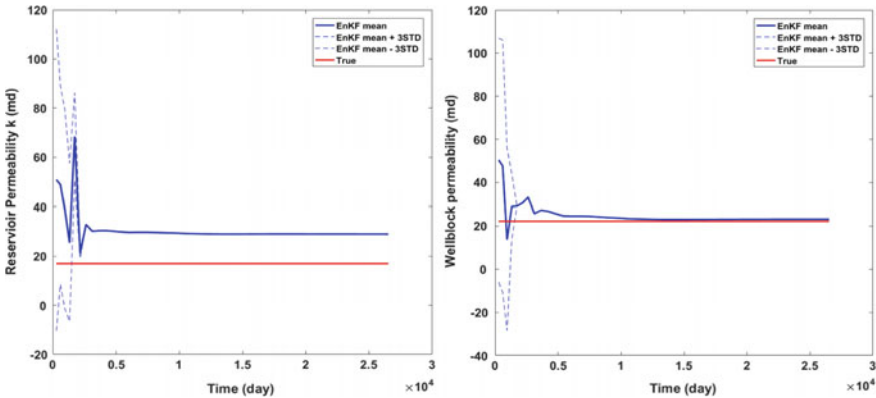 120
100
80
60
40
20
0
-20
Reservioir Permeability k (md)
EnKF mean
EnKF mean + 3STD
EnKF mean - 3STD
True
0
0.5
1
1.5
2
2.5
3
×10⁴
Time (day)
120
100
80
60
40
20
0
-20
-40
Wellblock permeability (md)
EnKF mean
EnKF mean + 3STD
EnKF mean - 3STD
True
0
0.5
1
1.5
2
2.5
3
×10⁴
Time (day)